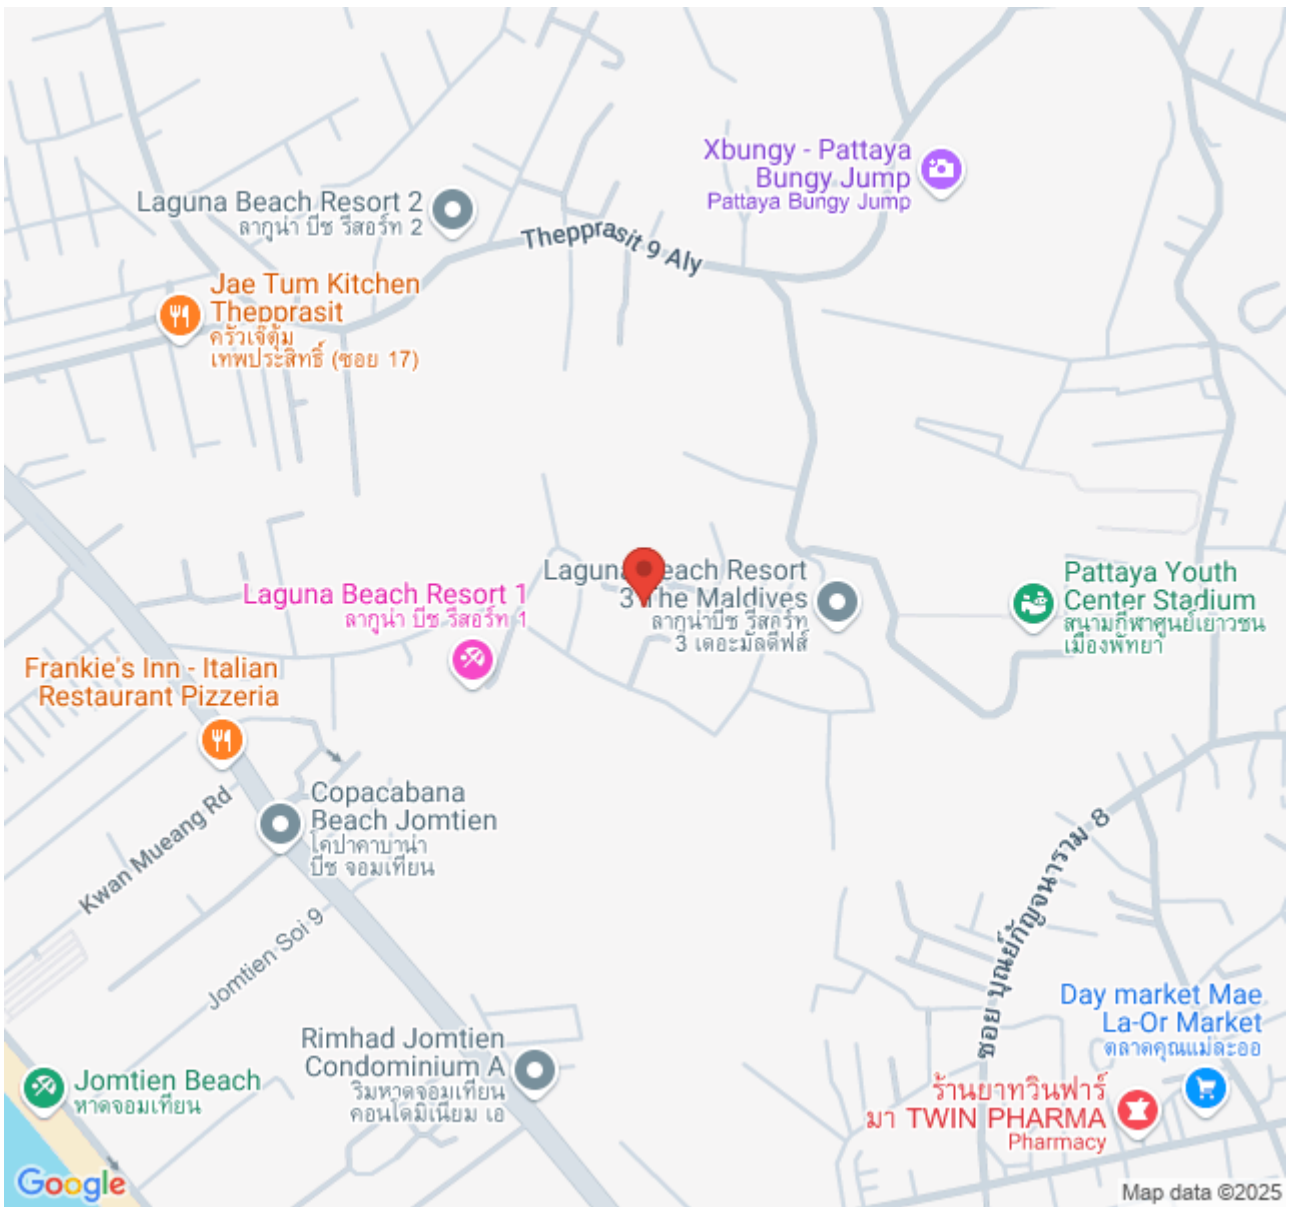 Xbungy - Pattaya
Bungy Jump
Pattaya Bungy Jump
Laguna Beach Resort 2
ลากูน่า บีช รีสอร์ท 2
Thepprasit 9 Aly
Jae Tum Kitchen
Thepprasit
ครัวเจ๊ตุ้ม
เทพประสิทธิ์ (ซอย 17)
Laguna Beach Resort
3 The Maldives
ลากูน่าบีช รีสอร์ท
3 เดอะมัลดีฟส์
Pattaya Youth
Center Stadium
สนามกีฬาศูนย์เยาวชน
เมืองพัทยา
Laguna Beach Resort 1
ลากูน่า บีช รีสอร์ท 1
Frankie's Inn - Italian
Restaurant Pizzeria
Kwan Mueang Rd
Copacabana
Beach Jomtien
โคปาคาบาน่า
บีช จอมเทียน
ซอย บุณย์กัญจนาราม 8
Jomtien Soi 9
Day market Mae
La-Or Market
ตลาดคุณแม่ละออ
Rimhad Jomtien
Condominium A
ริมหาดจอมเทียน
คอนโดมิเนียม เอ
Jomtien Beach
หาดจอมเทียน
ร้านยาทวินฟาร์
มา TWIN PHARMA
Pharmacy
Google
Map data ©2025